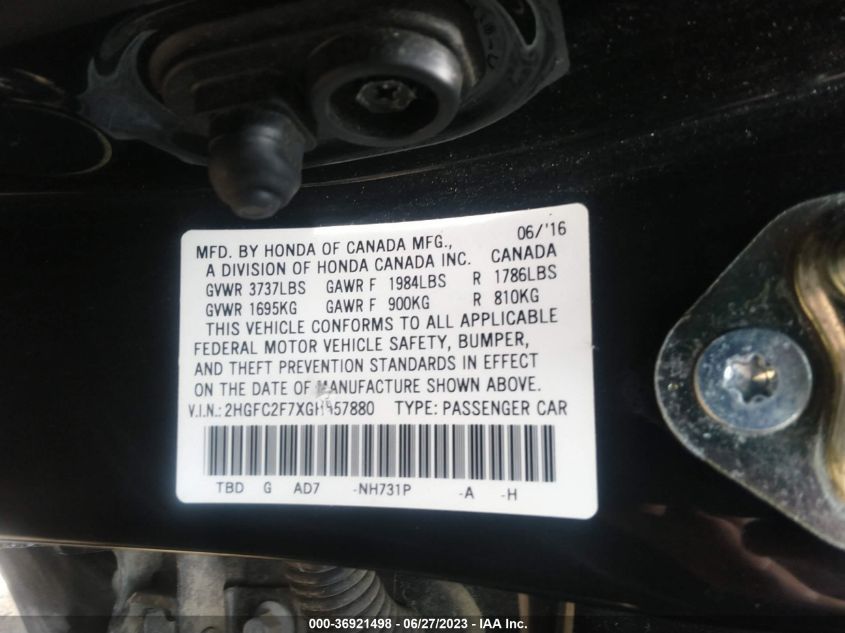 06/'16
MFD. BY HONDA OF CANADA MFG.,
A DIVISION OF HONDA CANADA INC. CANADA
GVWR 3737LBS GAWR F 1984LBS R 1786LBS
GVWR 1695KG GAWR F 900KG R 810KG
THIS VEHICLE CONFORMS TO ALL APPLICABLE
FEDERAL MOTOR VEHICLE SAFETY, BUMPER,
AND THEFT PREVENTION STANDARDS IN EFFECT
ON THE DATE OF MANUFACTURE SHOWN ABOVE.
V.I.N.: 2HGFC2F7XGH557880 TYPE: PASSENGER CAR
TBD G AD7 -NH731P -A -H
000-36921498 - 06/27/2023 - IAA Inc.